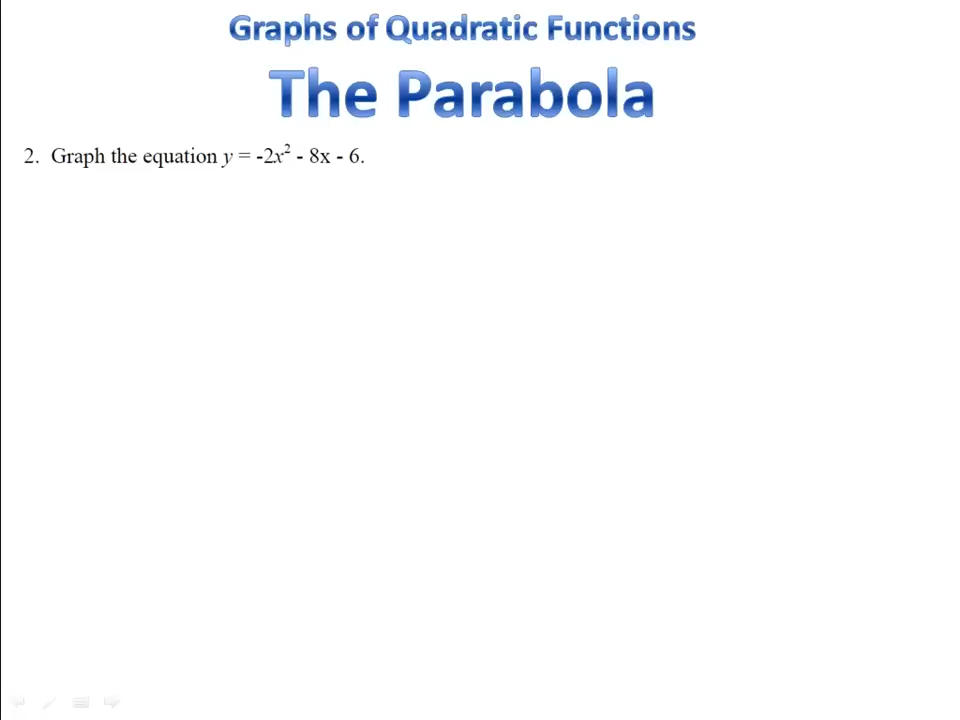 Graphs of Quadratic Functions
The Parabola
2. Graph the equation y = -2x² - 8x - 6.